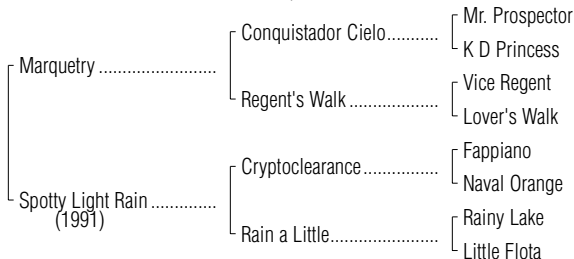 Mr. Prospector
Conquistador Cielo...........
K D Princess
Marquetry .........................
Vice Regent
Regent's Walk ...................
Lover's Walk
Fappiano
Cryptoclearance................
Naval Orange
Spotty Light Rain..............
(1991)
Rainy Lake
Rain a Little.......................
Little Flota